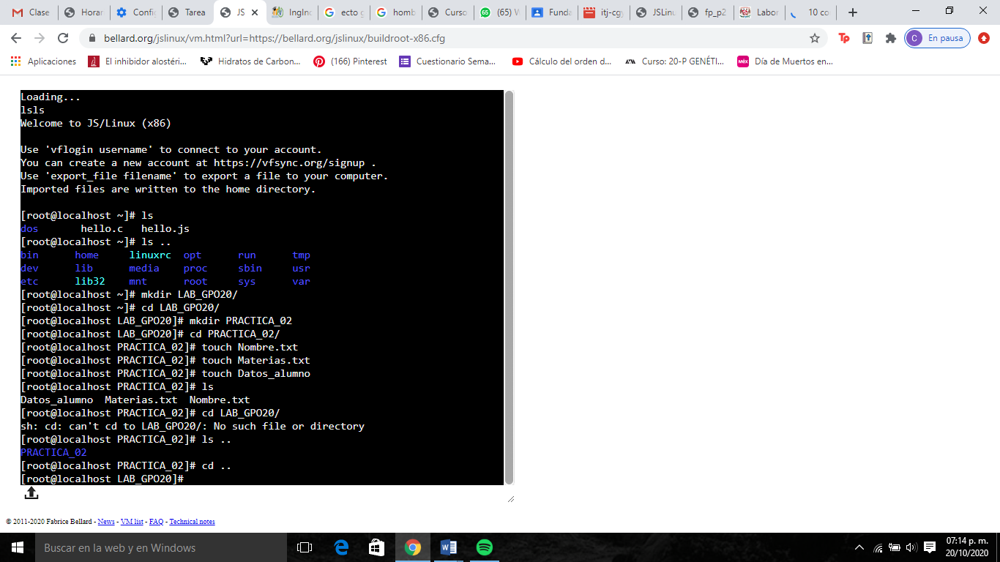 Clase
Horar
Config
Tarea
JS
IngInc
ecto g
homb
Curso
(65) W
Funda
itj-cgy
JSLinu
fp_p2
Labor
10 co
bellard.org/jslinux/vm.html?url=https://bellard.org/jslinux/buildroot-x86.cfg
Tp
C En pausa
Aplicaciones
El inhibidor alostéri...
Hidratos de Carbon...
(166) Pinterest
Cuestionario Sema...
Cálculo del orden d...
Curso: 20-P GENÉTI...
Día de Muertos en...
Loading...
lsls
Welcome to JS/Linux (x86)
Use 'vflogin username' to connect to your account.
You can create a new account at https://vfsync.org/signup .
Use 'export_file filename' to export a file to your computer.
Imported files are written to the home directory.
[root@localhost ~]# ls
dos       hello.c   hello.js
[root@localhost ~]# ls ..
bin      home     linuxrc  opt      run      tmp
dev      lib      media    proc     sbin     usr
etc      lib32    mnt      root     sys      var
[root@localhost ~]# mkdir LAB_GPO20/
[root@localhost ~]# cd LAB_GPO20/
[root@localhost LAB_GPO20]# mkdir PRACTICA_02
[root@localhost LAB_GPO20]# cd PRACTICA_02/
[root@localhost PRACTICA_02]# touch Nombre.txt
[root@localhost PRACTICA_02]# touch Materias.txt
[root@localhost PRACTICA_02]# touch Datos_alumno
[root@localhost PRACTICA_02]# ls
Datos_alumno  Materias.txt  Nombre.txt
[root@localhost PRACTICA_02]# cd LAB_GPO20/
sh: cd: can't cd to LAB_GPO20/: No such file or directory
[root@localhost PRACTICA_02]# ls ..
PRACTICA_02
[root@localhost PRACTICA_02]# cd ..
[root@localhost LAB_GPO20]#
© 2011-2020 Fabrice Bellard - News - VM list - FAQ - Technical notes
Buscar en la web y en Windows
07:14 p. m.
20/10/2020